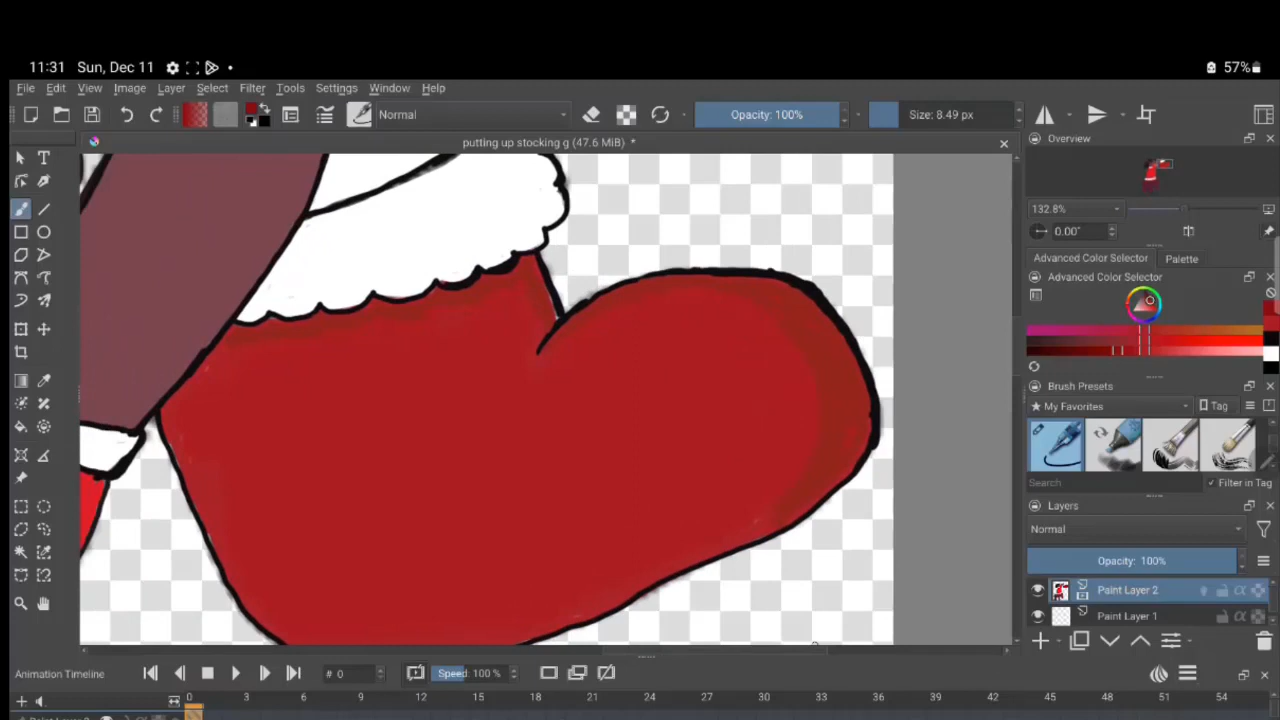 11:31 Sun, Dec 11 57%
File Edit View Image Layer Select Filter Tools Settings Window Help
Normal Opacity: 100% Size: 8.49 px
putting up stocking g (47.6 MiB) *
Overview
132.8%
0.00°
Advanced Color Selector Palette
Advanced Color Selector
Brush Presets
My Favorites Tag
Search Filter in Tag
Layers
Normal
Opacity: 100%
Paint Layer 2
Paint Layer 1
Animation Timeline # 0 Speed: 100 %
0 3 6 9 12 15 18 21 24 27 30 33 36 39 42 45 48 51 54